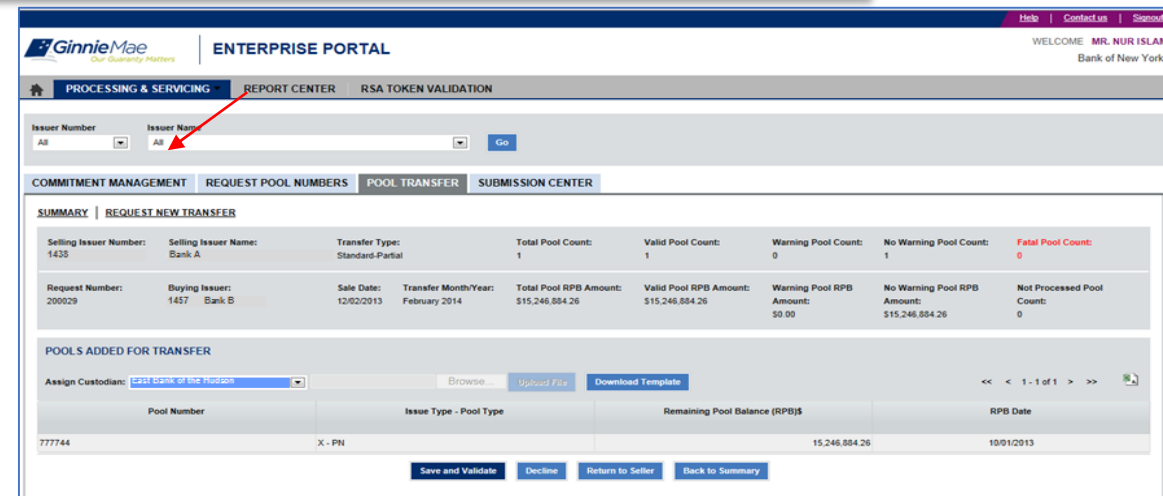 Help | Contact us | Signout
GinnieMae
Our Guaranty Matters
ENTERPRISE PORTAL
WELCOME MR. NUR ISLAM
Bank of New York
PROCESSING & SERVICING REPORT CENTER RSA TOKEN VALIDATION
Issuer Number Issuer Name
All All Go
COMMITMENT MANAGEMENT REQUEST POOL NUMBERS POOL TRANSFER SUBMISSION CENTER
SUMMARY | REQUEST NEW TRANSFER
Selling Issuer Number: Selling Issuer Name: Transfer Type: Total Pool Count: Valid Pool Count: Warning Pool Count: No Warning Pool Count: Fatal Pool Count:
1438 Bank A Standard-Partial 1 1 0 1 0
Request Number: Buying Issuer: Sale Date: Transfer Month/Year: Total Pool RPB Amount: Valid Pool RPB Amount: Warning Pool RPB Amount: No Warning Pool RPB Amount: Not Processed Pool Count:
200029 1457 Bank B 12/02/2013 February 2014 $15,246,884.26 $15,246,884.26 $0.00 $15,246,884.26 0
POOLS ADDED FOR TRANSFER
Assign Custodian: East Bank of the Hudson Browse... Upload File Download Template << < 1 - 1 of 1 > >>
Pool Number Issue Type - Pool Type Remaining Pool Balance (RPB)$ RPB Date
777744 X - PN 15,246,884.26 10/01/2013
Save and Validate Decline Return to Seller Back to Summary